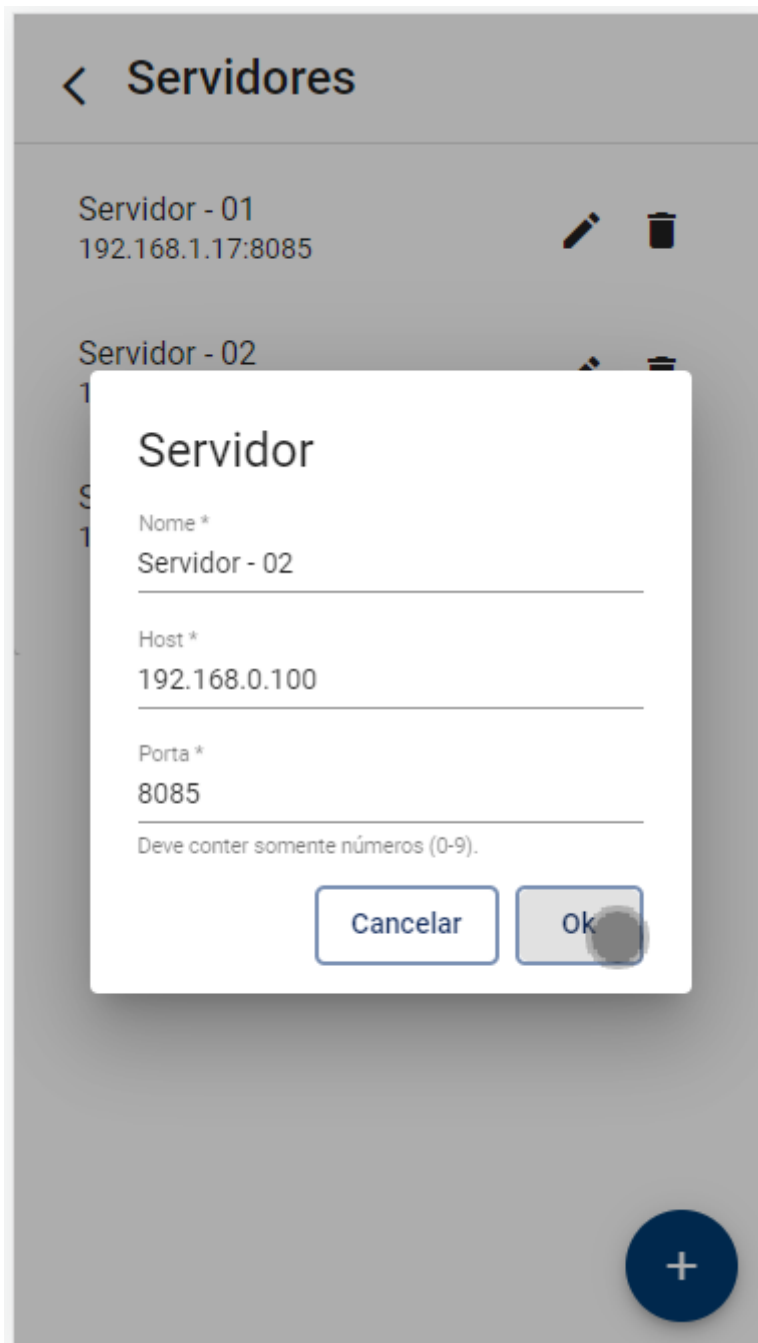 Servidores
Servidor - 01
192.168.1.17:8085
Servidor - 02
Servidor
Nome *
Servidor - 02
Host *
192.168.0.100
Porta *
8085
Deve conter somente números (0-9).
Cancelar
Ok
+